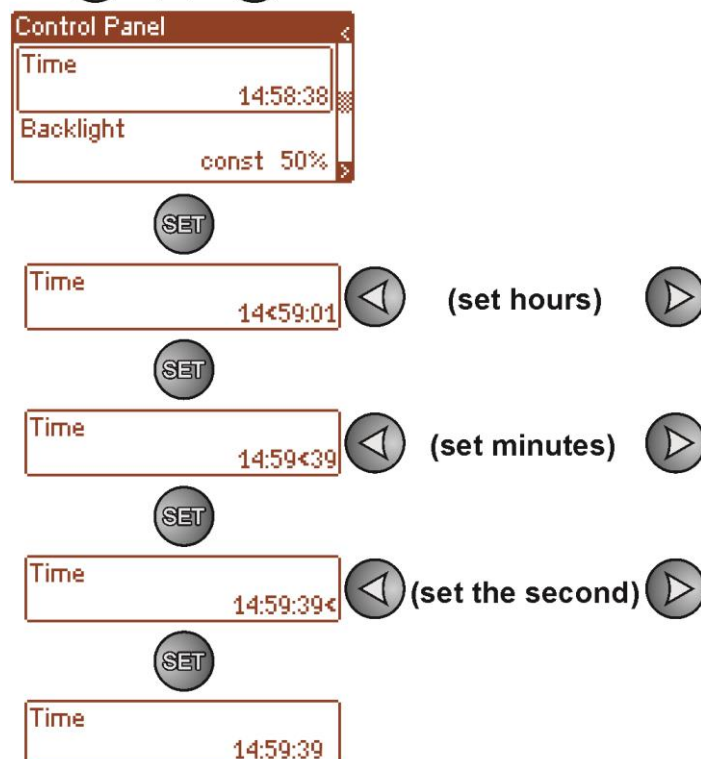 Control Panel <
Time
14:58:38
Backlight
const 50% >
SET
Time
14<59:01
(set hours)
SET
Time
14:59<39
(set minutes)
SET
Time
14:59:39<
(set the second)
SET
Time
14:59:39